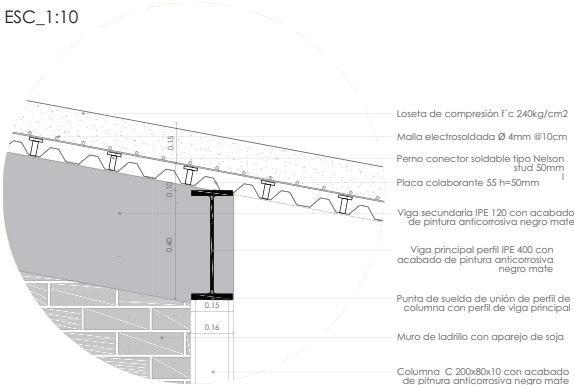 ESC_1:10
Loseta de compresión f´c 240kg/cm2
Malla electrosoldada Ø 4mm @10cm
Perno conector soldable tipo Nelson
stud 50mm
Placa colaborante 55 h=50mm
Viga secundaria IPE 120 con acabado
de pintura anticorrosiva negro mate
Viga principal perfil IPE 400 con
acabado de pintura anticorrosiva
negro mate
Punta de suelda de unión de perfil de
columna con perfil de viga principal
Muro de ladrillo con aparejo de soja
Columna C 200x80x10 con acabado
de pitnura anticorrosiva negro mate
0.15
0.10
0.40
0.15
0.16